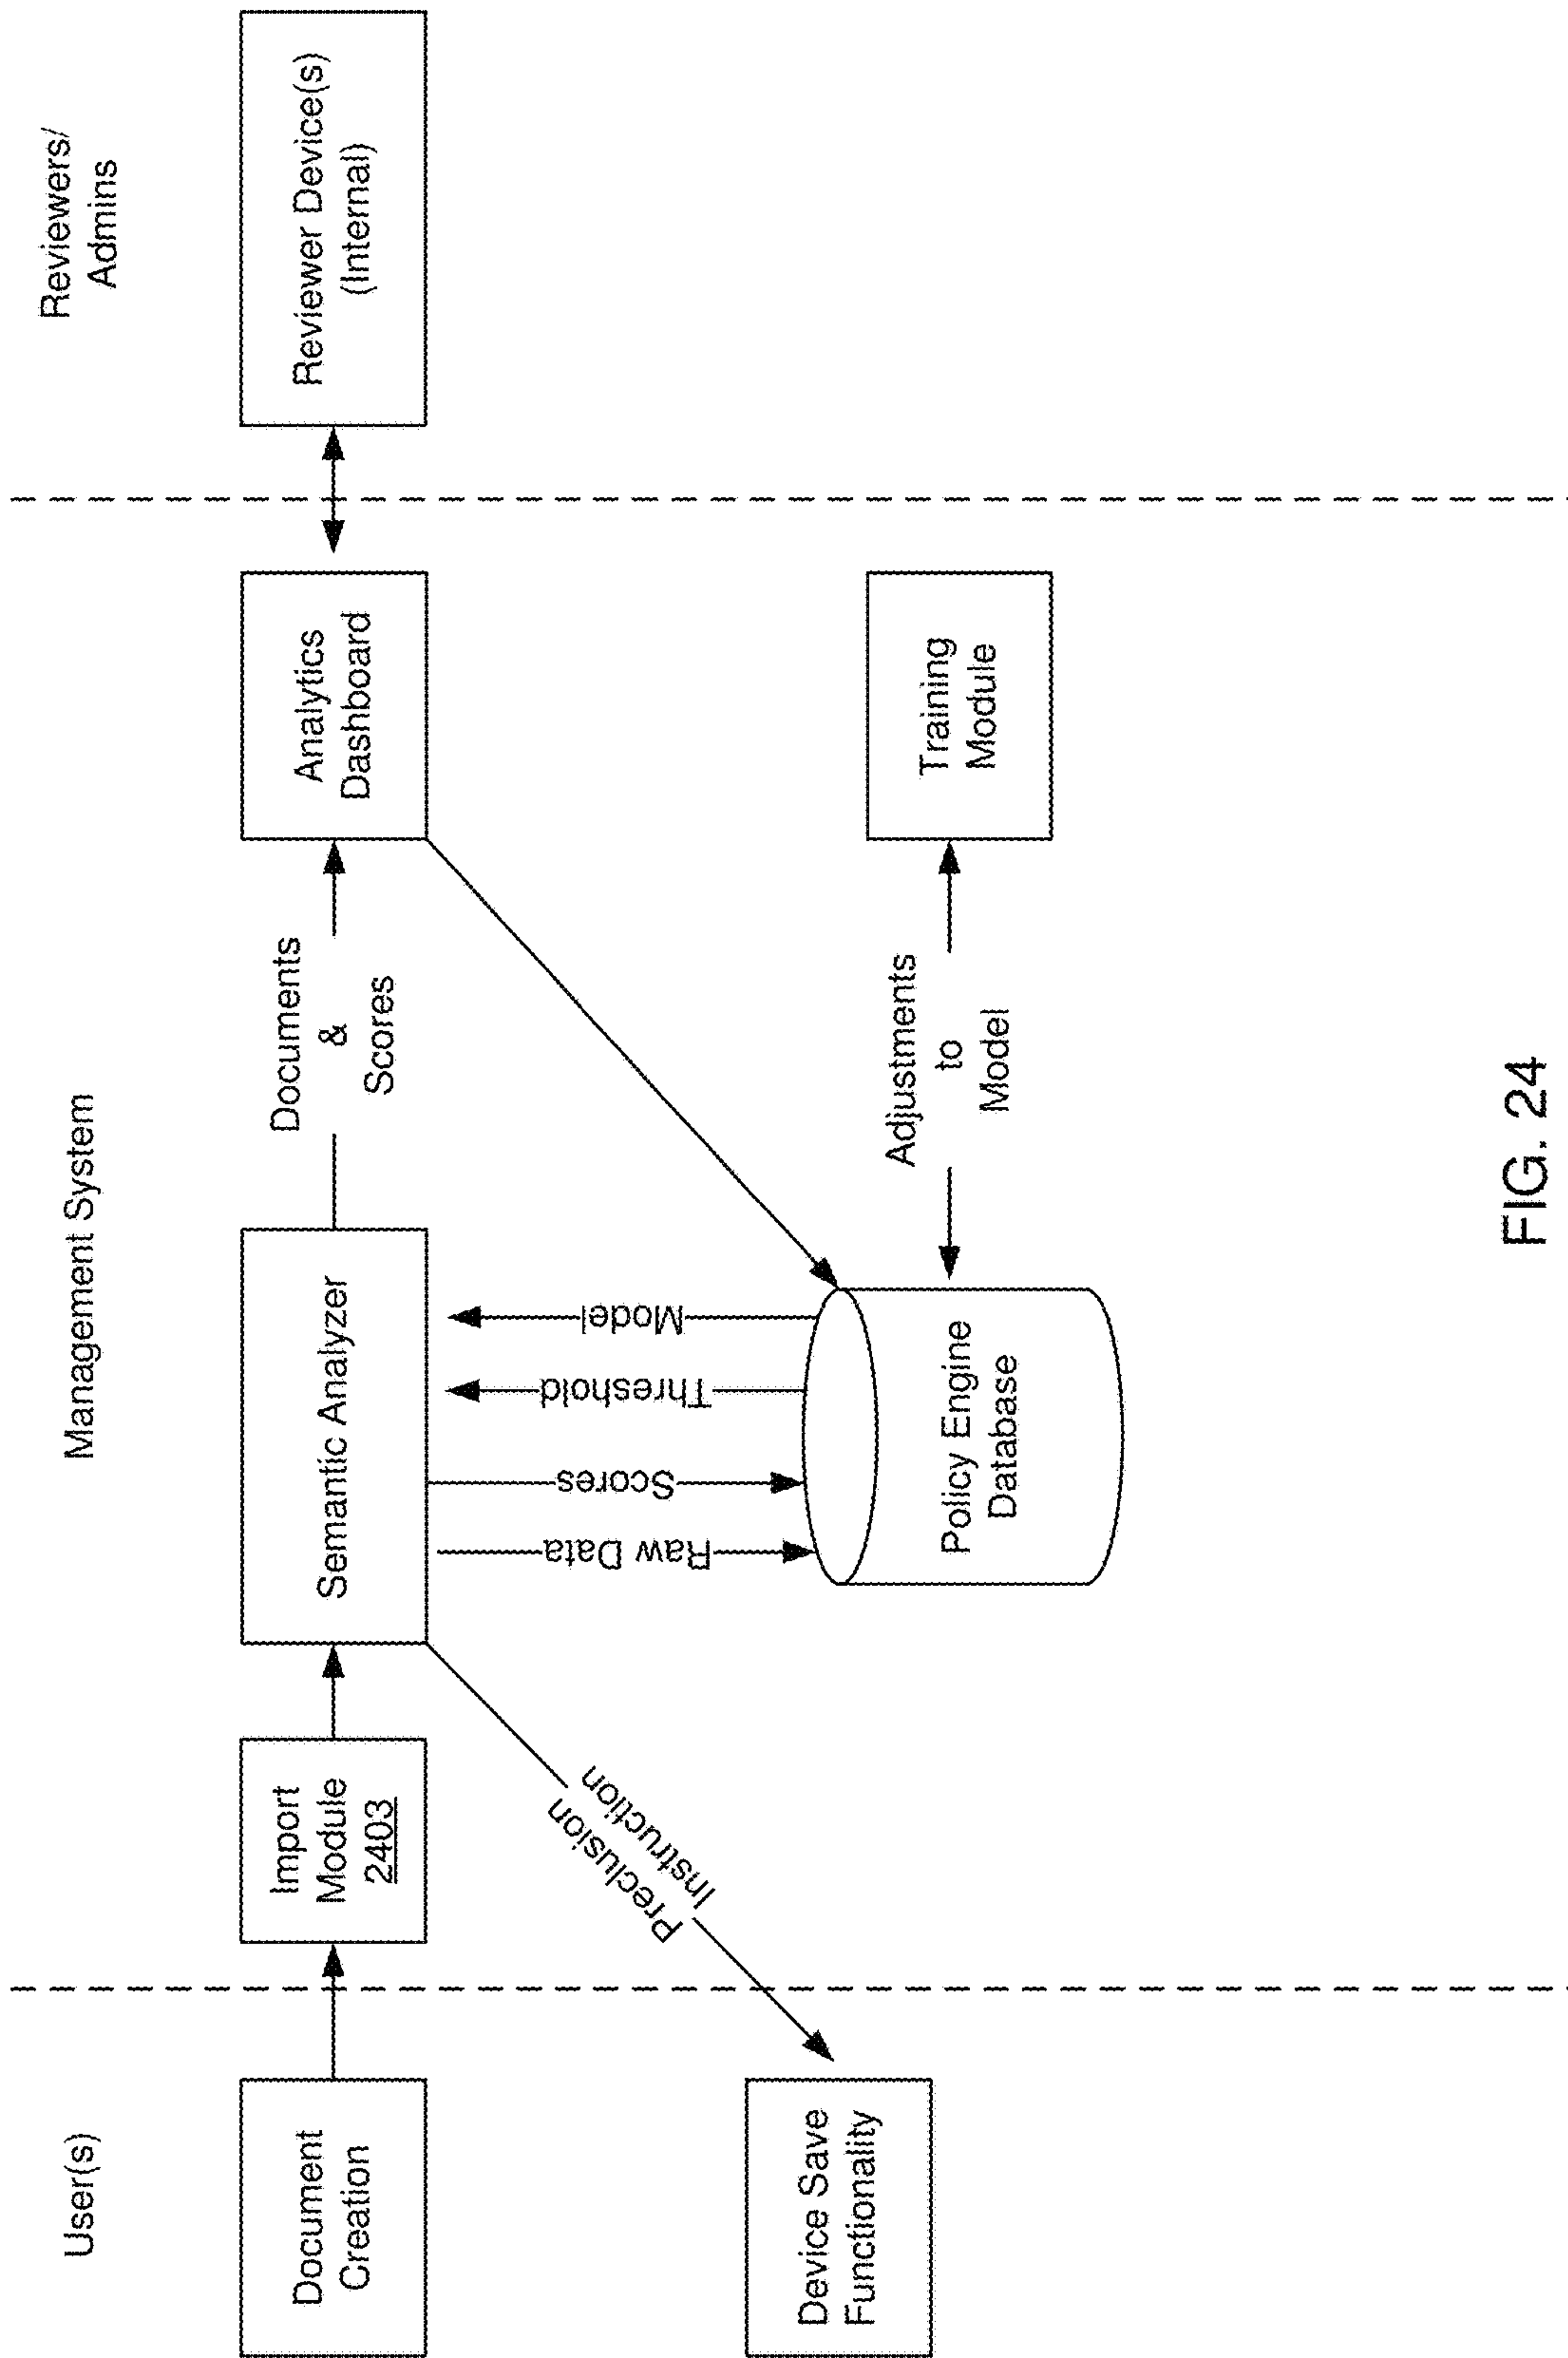 User(s)
Management System
Reviewers/
Admins
Document
Creation
Import
Module
2403
Semantic Analyzer
Documents
&
Scores
Analytics
Dashboard
Reviewer Device(s)
(Internal)
Preclusion
Instruction
Raw Data
Scores
Threshold
Model
Device Save
Functionality
Policy Engine
Database
Adjustments
to
Model
Training
Module
FIG. 24